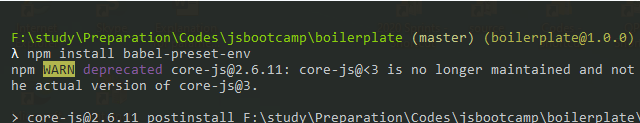 F:\study\Preparation\Codes\jsbootcamp\boilerplate (master) (boilerplate@1.0.0)
λ npm install babel-preset-env
npm WARN deprecated core-js@2.6.11: core-js@<3 is no longer maintained and not
he actual version of core-js@3.
> core-js@2.6.11 postinstall F:\study\Preparation\Codes\jsbootcamp\boilerplate\